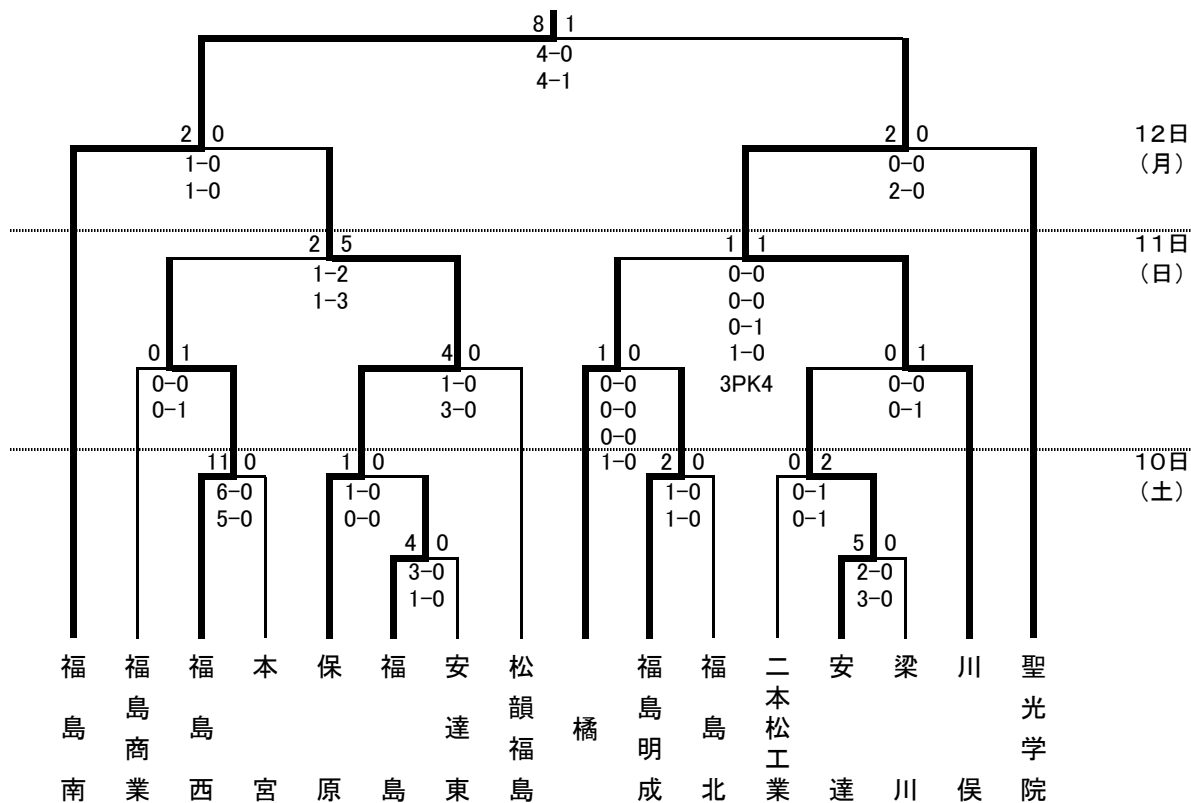 8 1
4-0
4-1
2 0
1-0
1-0
2 0
0-0
2-0
12日
（月）
2 5
1-2
1-3
1 1
0-0
0-0
0-1
1-0
3PK4
11日
（日）
0 1
0-0
0-1
4 0
1-0
3-0
1 0
0-0
0-0
0-0
1-0
0 1
0-0
0-1
11 0
6-0
5-0
1 0
1-0
0-0
2 0
1-0
1-0
0 2
0-1
0-1
10日
（土）
4 0
3-0
1-0
5 0
2-0
3-0
福島南
福島商業
福島西
本宮
保原
福島
安達東
松韻福島
橘
福島明成
福島北
二本松工業
安達
梁川
川俣
聖光学院